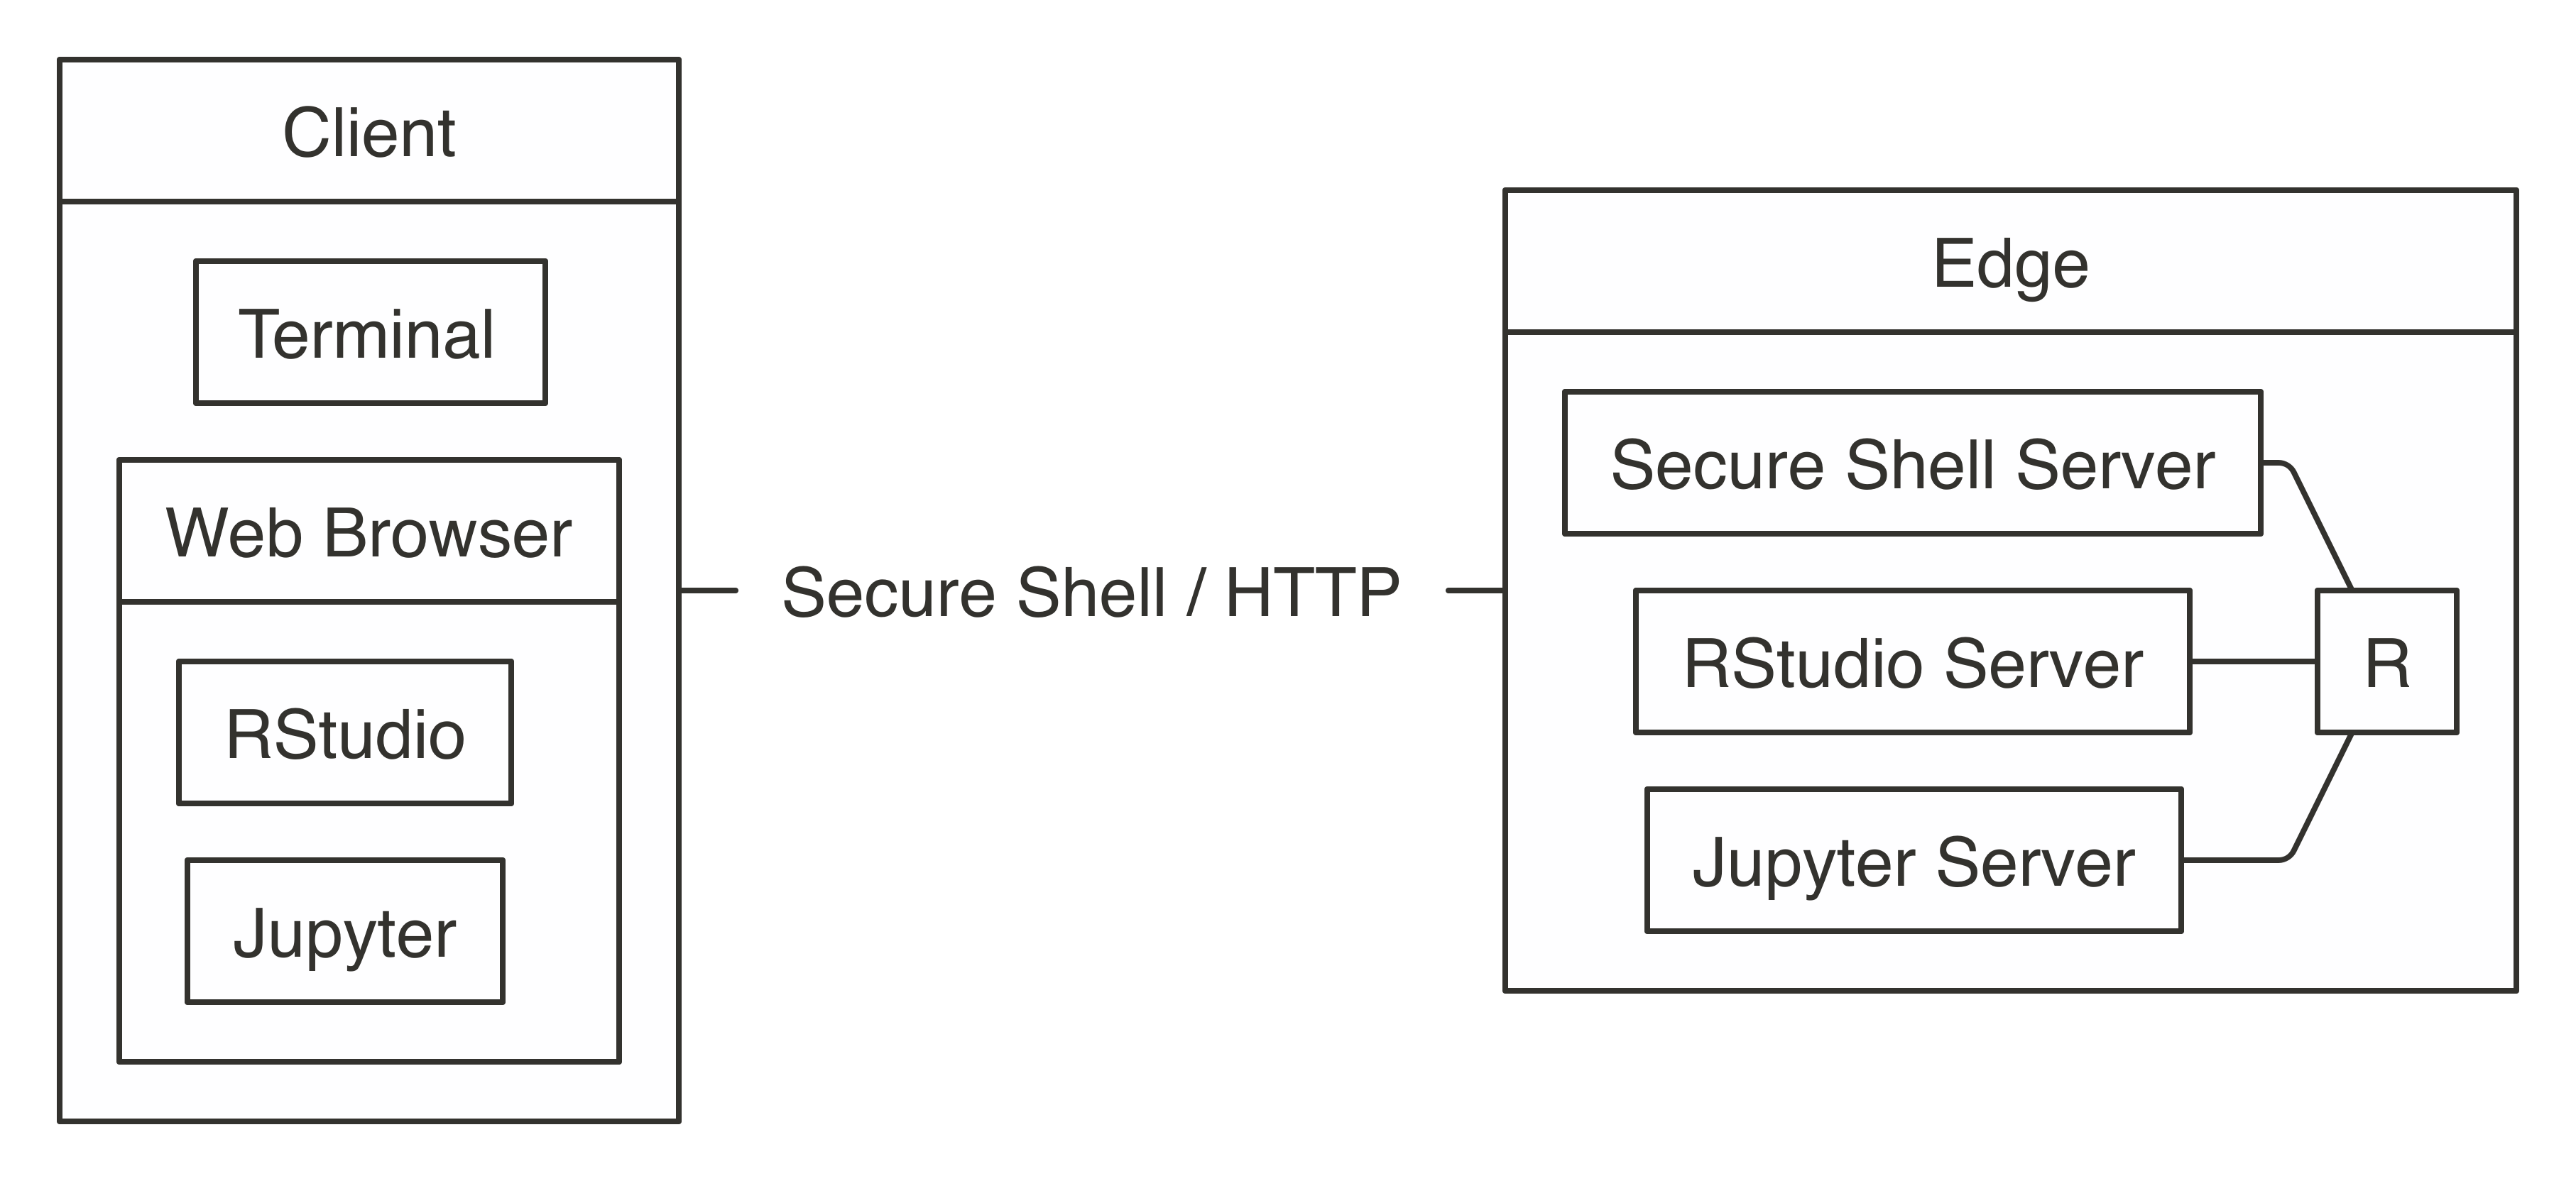 Client
Terminal
Web Browser
RStudio
Jupyter
Secure Shell / HTTP
Edge
Secure Shell Server
RStudio Server
Jupyter Server
R